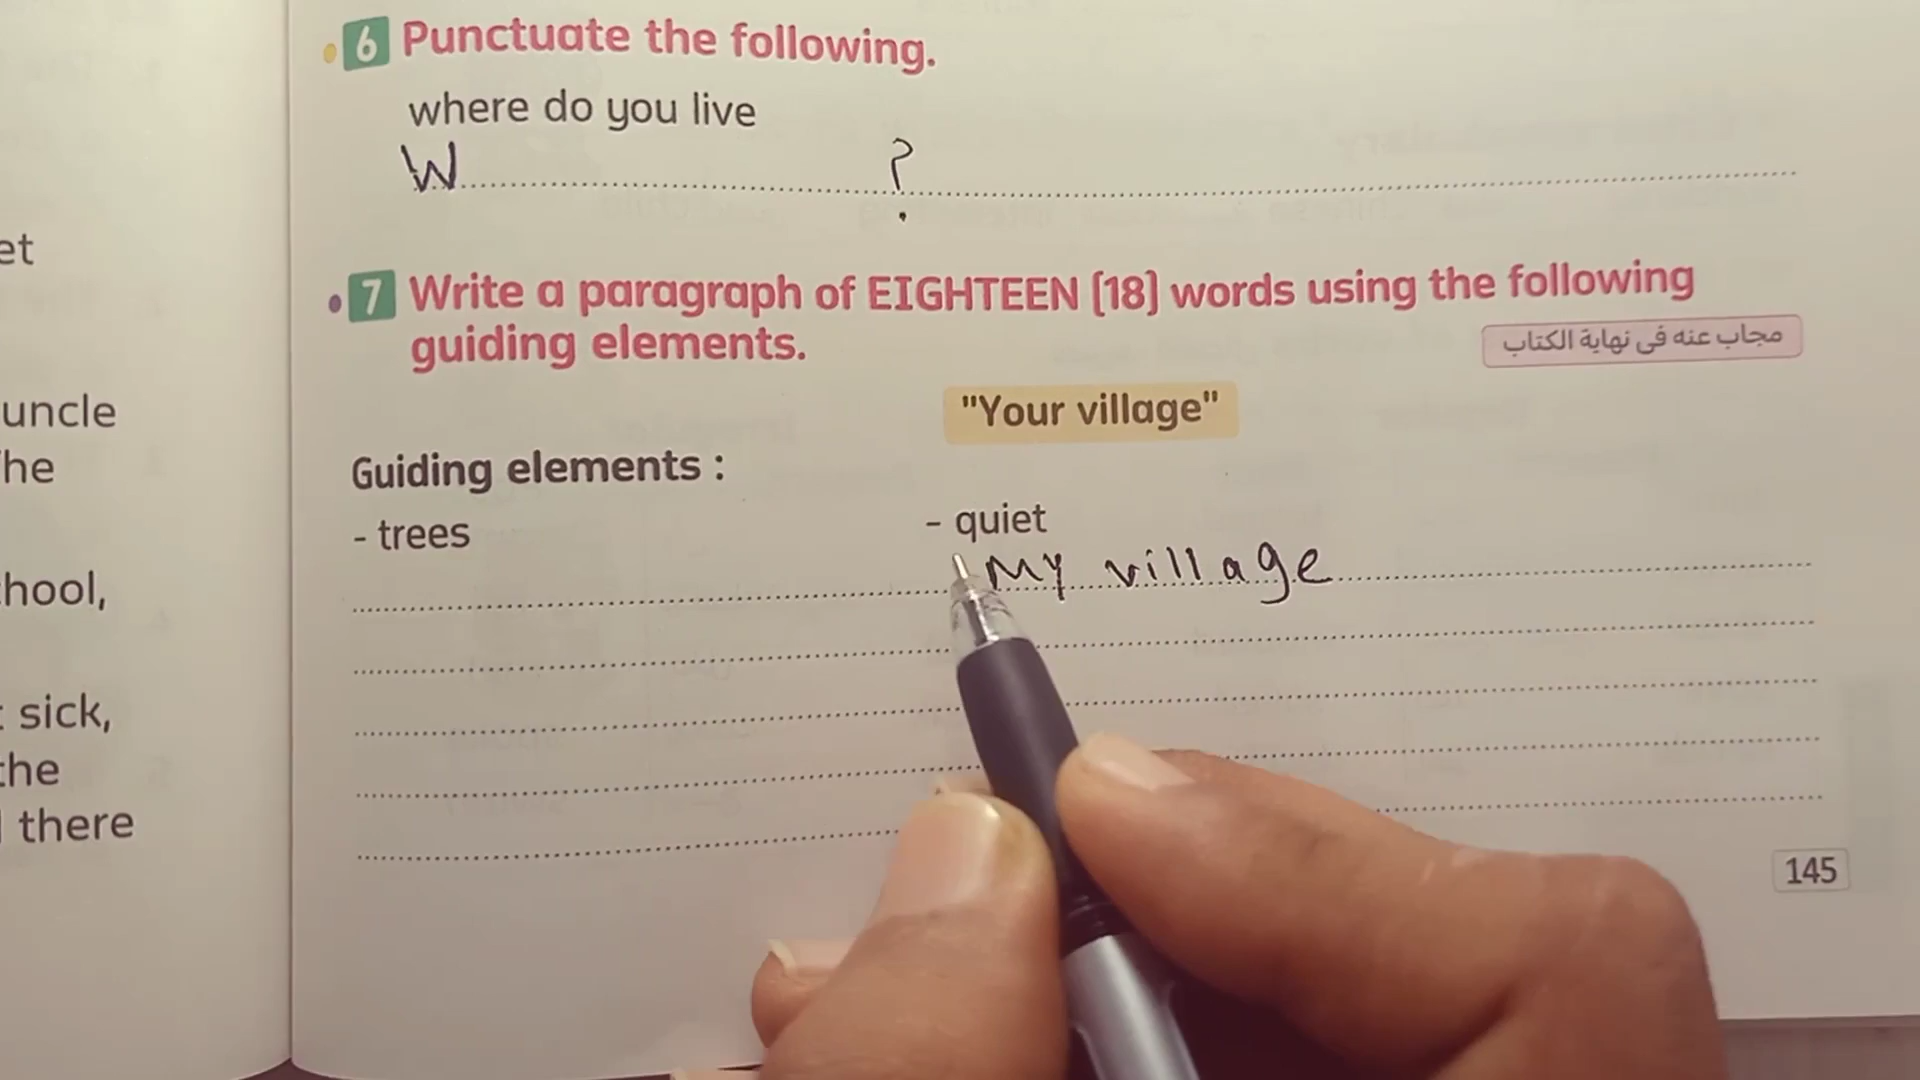 et
uncle
he
hool,
sick,
the
there
6 Punctuate the following.
where do you live
W ?
7 Write a paragraph of EIGHTEEN (18) words using the following
guiding elements.
مجاب عنه فى نهاية الكتاب
"Your village"
Guiding elements :
- trees - quiet
My village
145